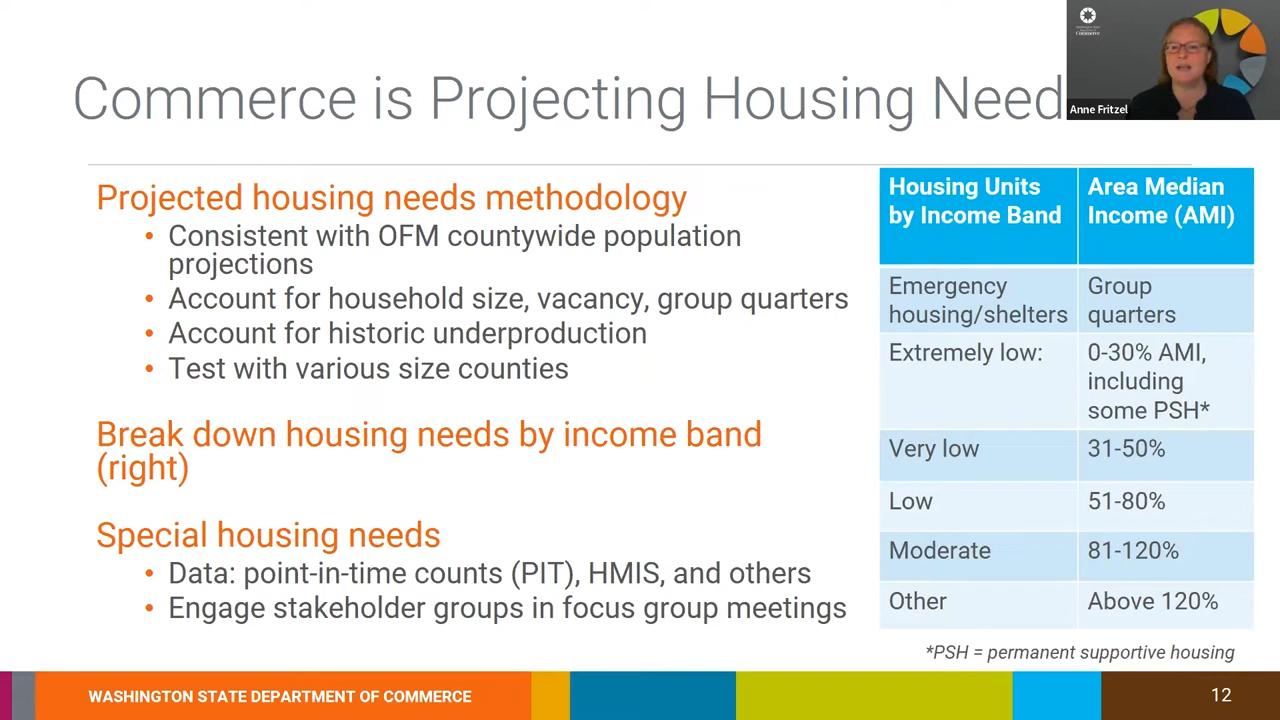 Commerce is Projecting Housing Need
Commerce
Anne Fritzel
Projected housing needs methodology
• Consistent with OFM countywide population
projections
• Account for household size, vacancy, group quarters
• Account for historic underproduction
• Test with various size counties
Break down housing needs by income band
(right)
Special housing needs
• Data: point-in-time counts (PIT), HMIS, and others
• Engage stakeholder groups in focus group meetings
Housing Units by Income Band Area Median Income (AMI)
Emergency housing/shelters Group quarters
Extremely low: 0-30% AMI, including some PSH*
Very low 31-50%
Low 51-80%
Moderate 81-120%
Other Above 120%
*PSH = permanent supportive housing
WASHINGTON STATE DEPARTMENT OF COMMERCE
12